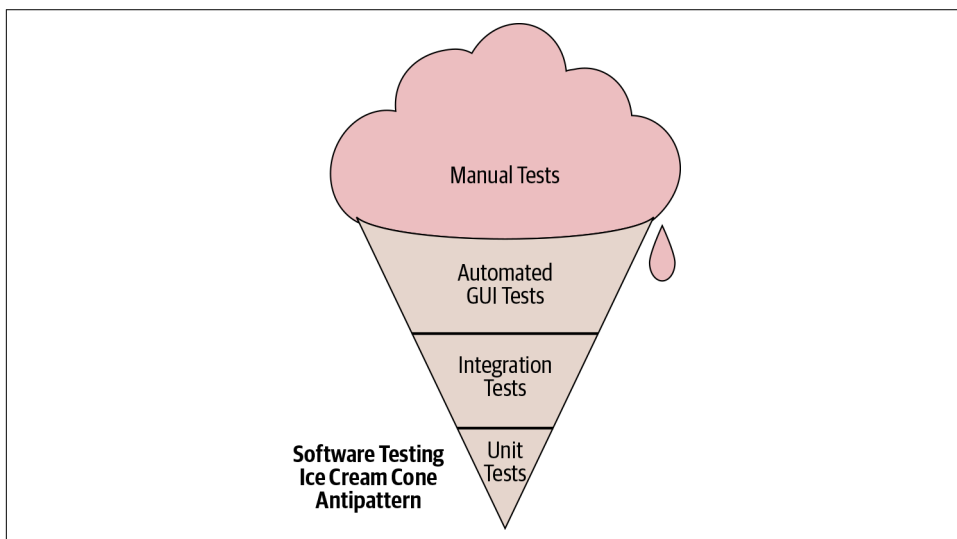 Manual Tests
Automated
GUI Tests
Integration
Tests
Unit
Tests
Software Testing
Ice Cream Cone
Antipattern